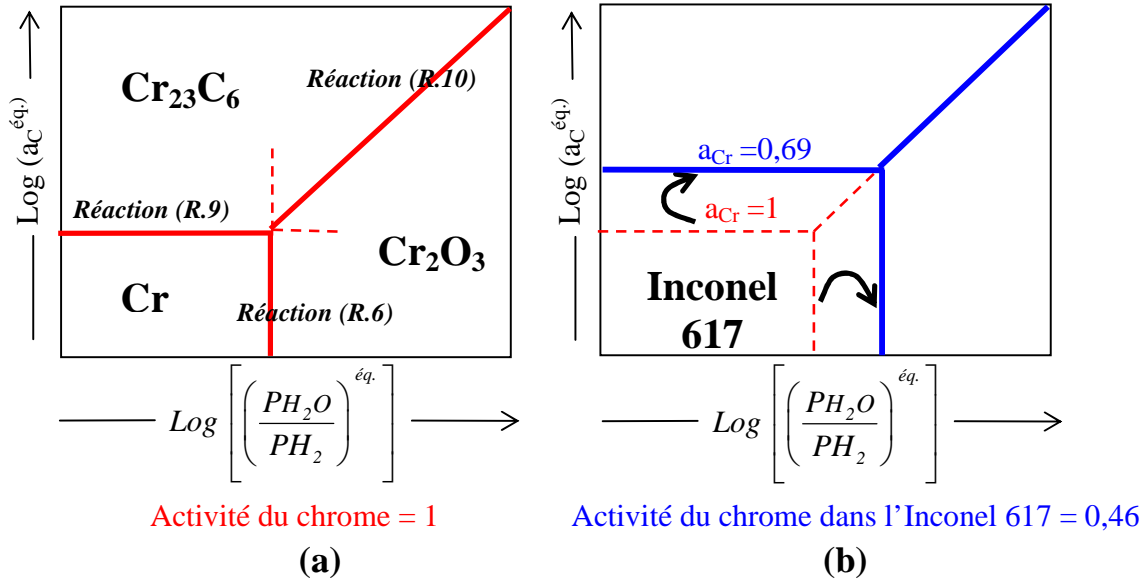 Log (aC éq.)
Cr23C6
Réaction (R.10)
Réaction (R.9)
Cr2O3
Cr
Réaction (R.6)
Log [(PH2O / PH2) éq.]
Activité du chrome = 1
(a)
Log (aC éq.)
aCr =0,69
aCr =1
Inconel
617
Log [(PH2O / PH2) éq.]
Activité du chrome dans l'Inconel 617 = 0,46
(b)